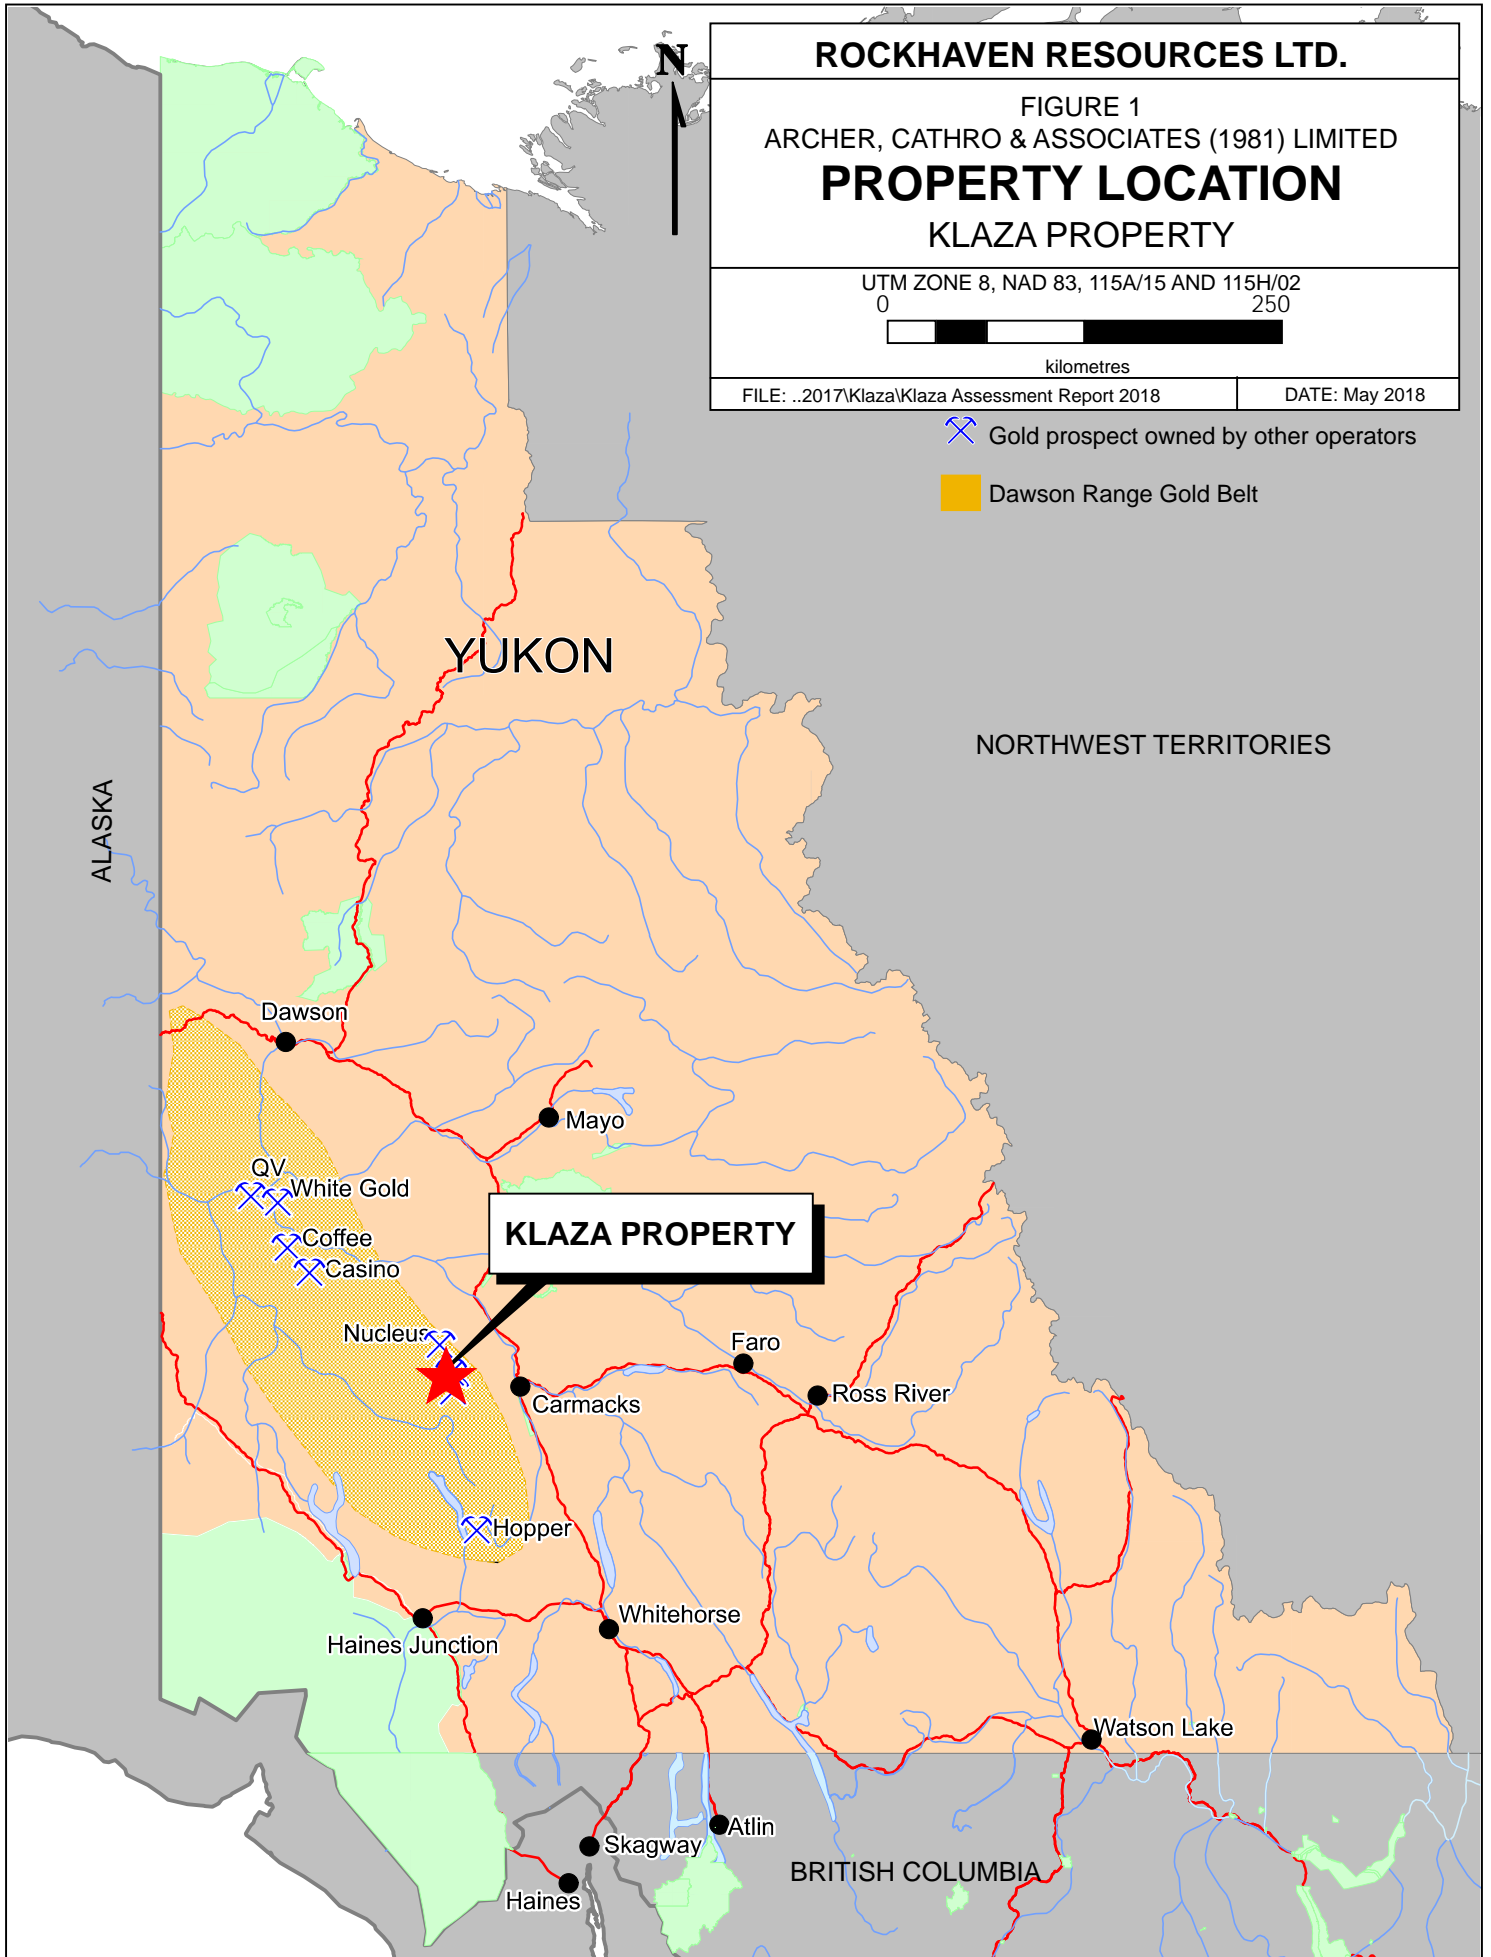 N
ROCKHAVEN RESOURCES LTD.
FIGURE 1
ARCHER, CATHRO & ASSOCIATES (1981) LIMITED
PROPERTY LOCATION
KLAZA PROPERTY
UTM ZONE 8, NAD 83, 115A/15 AND 115H/02
0 250
kilometres
FILE: ..2017\Klaza\Klaza Assessment Report 2018 DATE: May 2018
Gold prospect owned by other operators
Dawson Range Gold Belt
YUKON
NORTHWEST TERRITORIES
ALASKA
Dawson
Mayo
QV
White Gold
KLAZA PROPERTY
Coffee
Casino
Nucleus
Faro
Ross River
Carmacks
Hopper
Whitehorse
Haines Junction
Watson Lake
Atlin
Skagway
BRITISH COLUMBIA
Haines